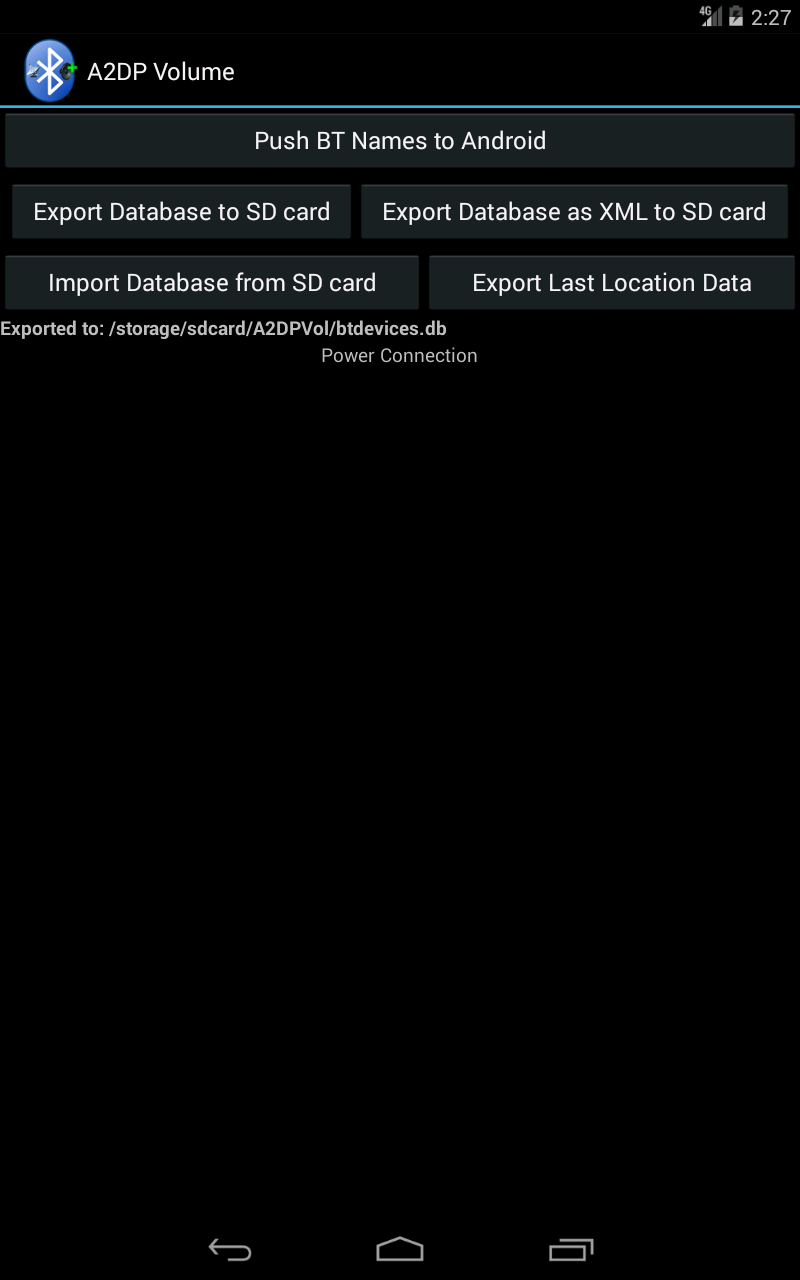 4G 2:27
A2DP Volume
Push BT Names to Android
Export Database to SD card Export Database as XML to SD card
Import Database from SD card Export Last Location Data
Exported to: /storage/sdcard/A2DPVol/btdevices.db
Power Connection